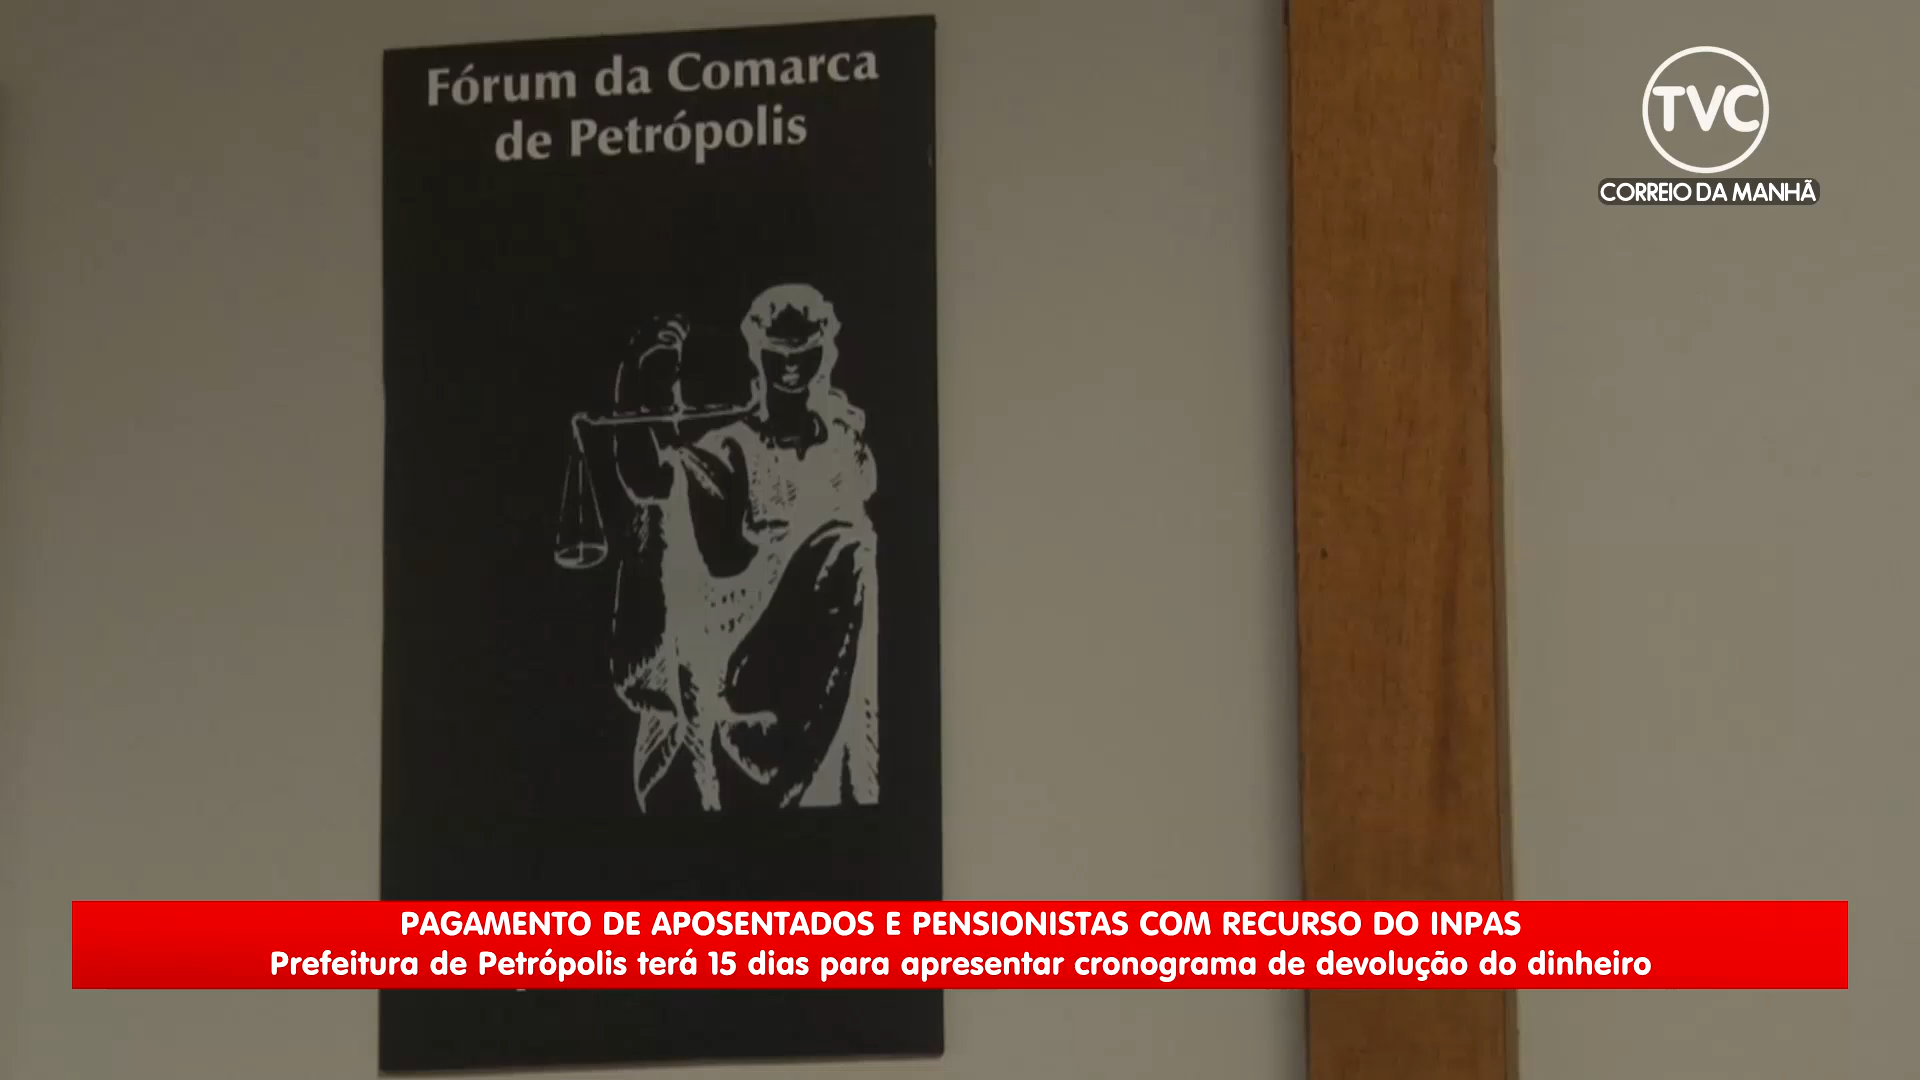 Fórum da Comarca
de Petrópolis
TVC
CORREIO DA MANHÃ
PAGAMENTO DE APOSENTADOS E PENSIONISTAS COM RECURSO DO INPAS
Prefeitura de Petrópolis terá 15 dias para apresentar cronograma de devolução do dinheiro